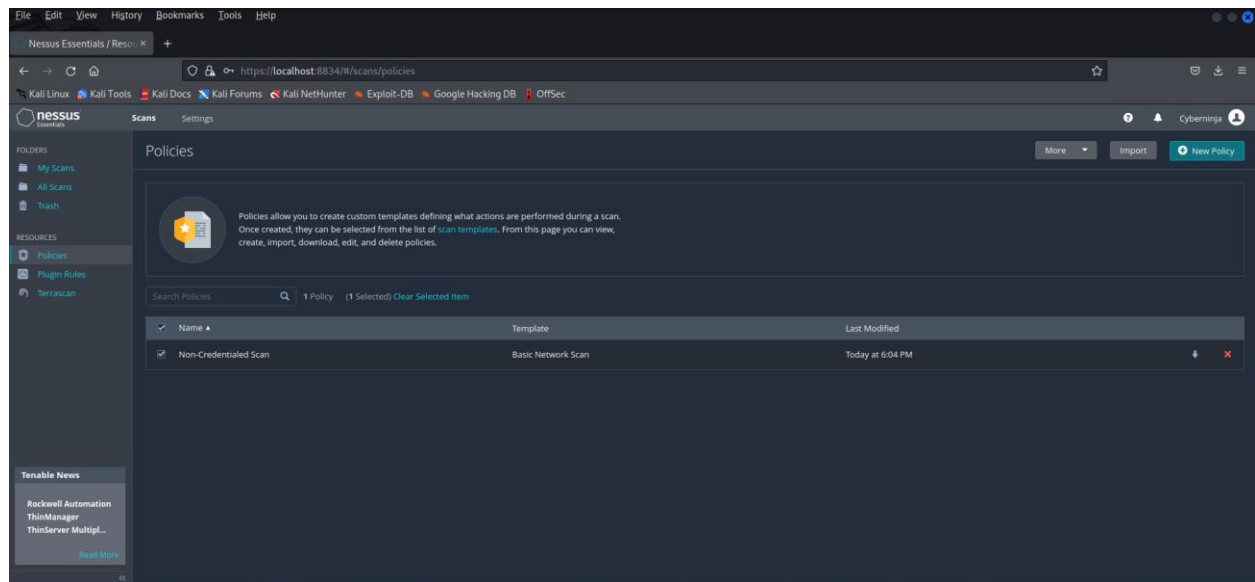 File Edit View History Bookmarks Tools Help
Nessus Essentials / Resou
https://localhost:8834/#/scans/policies
Kali Linux Kali Tools Kali Docs Kali Forums Kali NetHunter Exploit-DB Google Hacking DB OffSec
nessus Essentials Scans Settings Cyberninja
FOLDERS
My Scans
All Scans
Trash
RESOURCES
Policies
Plugin Rules
Terrascan
Tenable News
Rockwell Automation
ThinManager
ThinServer Multipl...
Read More
Policies More Import New Policy
Policies allow you to create custom templates defining what actions are performed during a scan.
Once created, they can be selected from the list of scan templates. From this page you can view,
create, import, download, edit, and delete policies.
Search Policies 1 Policy (1 Selected) Clear Selected Item
Name Template Last Modified
Non-Credentialed Scan Basic Network Scan Today at 6:04 PM